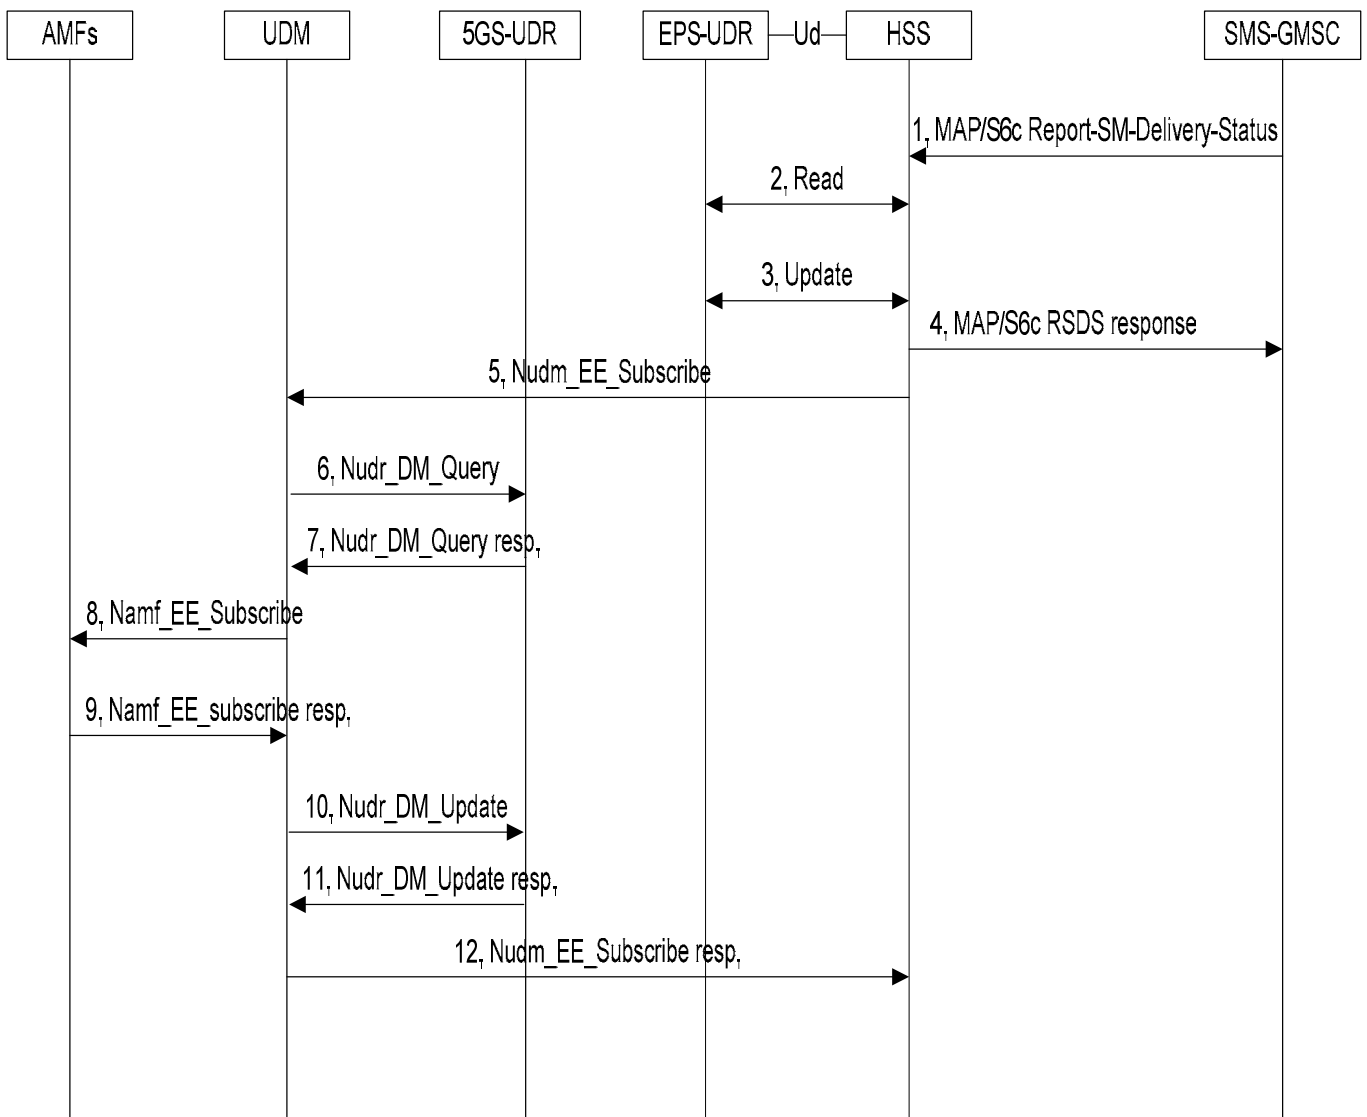 AMFs
UDM
5GS-UDR
EPS-UDR
Ud
HSS
SMS-GMSC
1, MAP/S6c Report-SM-Delivery-Status
2, Read
3, Update
4, MAP/S6c RSDS response
5, Nudm_EE_Subscribe
6, Nudr_DM_Query
7, Nudr_DM_Query resp,
8, Namf_EE_Subscribe
9, Namf_EE_subscribe resp,
10, Nudr_DM_Update
11, Nudr_DM_Update resp,
12, Nudm_EE_Subscribe resp,